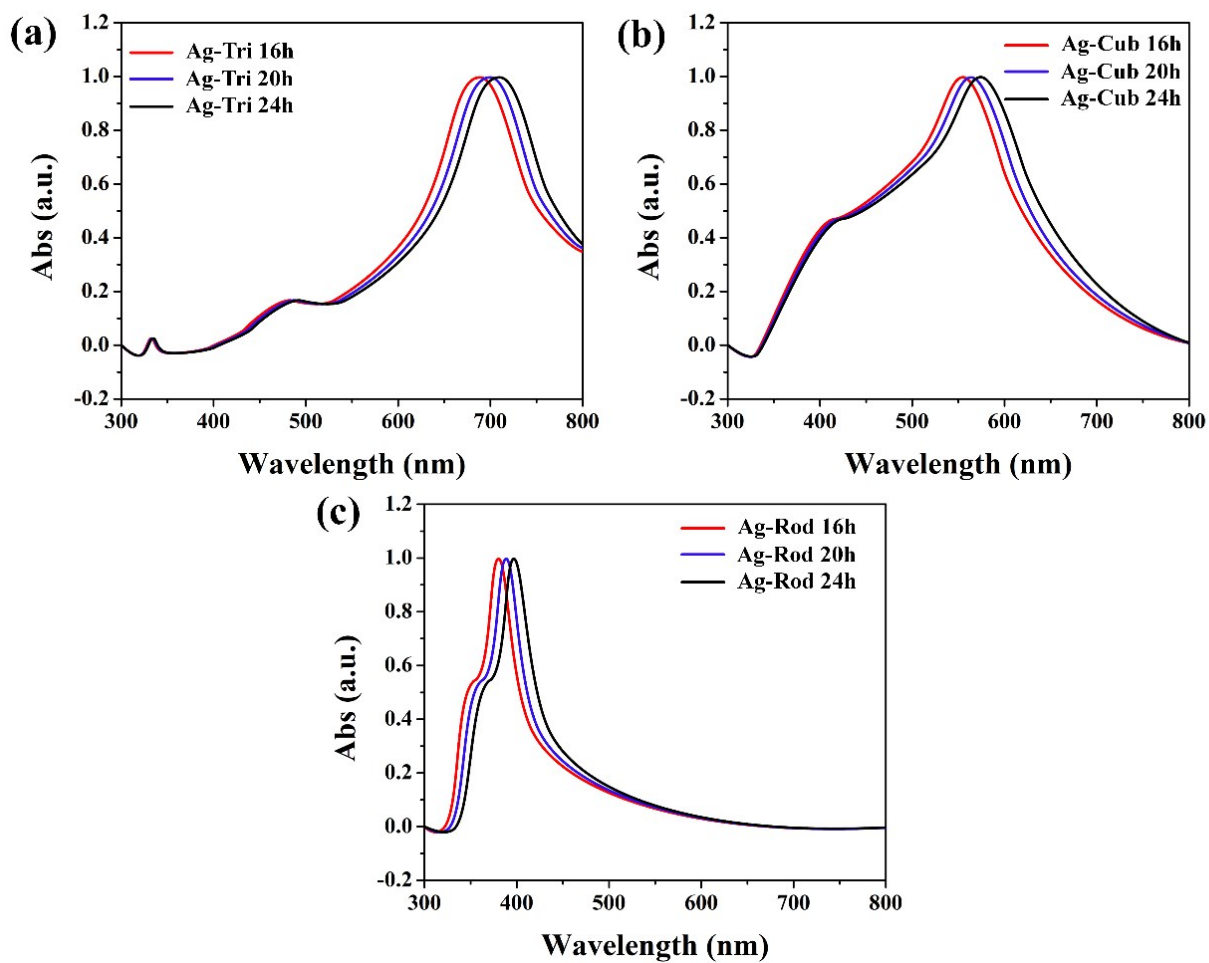 (a)
Ag-Tri 16h
Ag-Tri 20h
Ag-Tri 24h
1.2
1.0
0.8
0.6
0.4
0.2
0.0
-0.2
Abs (a.u.)
300 400 500 600 700 800
Wavelength (nm)
(b)
Ag-Cub 16h
Ag-Cub 20h
Ag-Cub 24h
1.2
1.0
0.8
0.6
0.4
0.2
0.0
-0.2
Abs (a.u.)
300 400 500 600 700 800
Wavelength (nm)
(c)
Ag-Rod 16h
Ag-Rod 20h
Ag-Rod 24h
1.2
1.0
0.8
0.6
0.4
0.2
0.0
-0.2
Abs (a.u.)
300 400 500 600 700 800
Wavelength (nm)